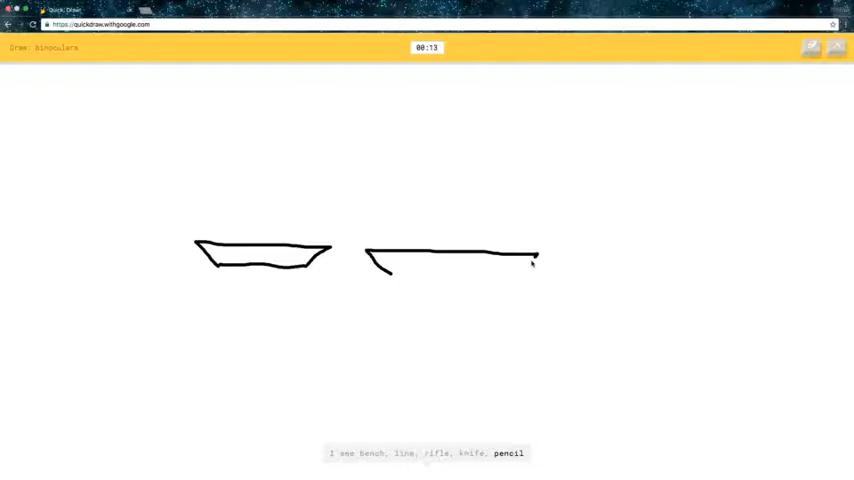 Quick, Draw!
https://quickdraw.withgoogle.com
Draw: binoculars
00:13
I see bench, line, rifle, knife, pencil